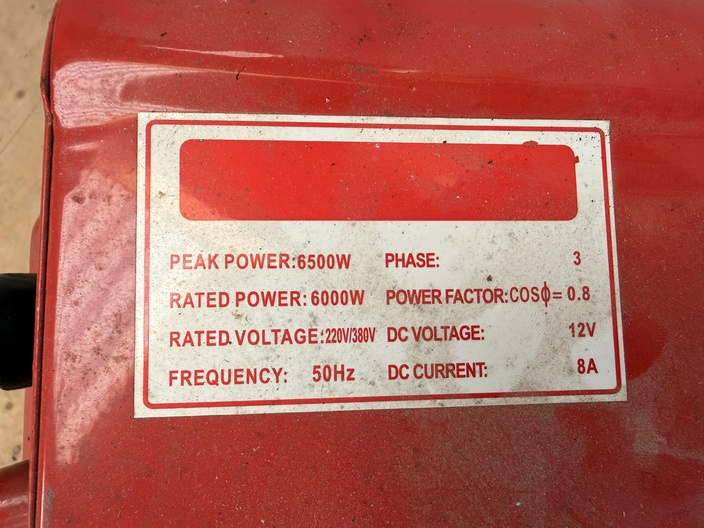 PEAK POWER:6500W PHASE: 3
RATED POWER: 6000W POWER FACTOR:COSϕ= 0.8
RATED.VOLTAGE:220V/380V DC VOLTAGE: 12V
FREQUENCY: 50Hz DC CURRENT: 8A